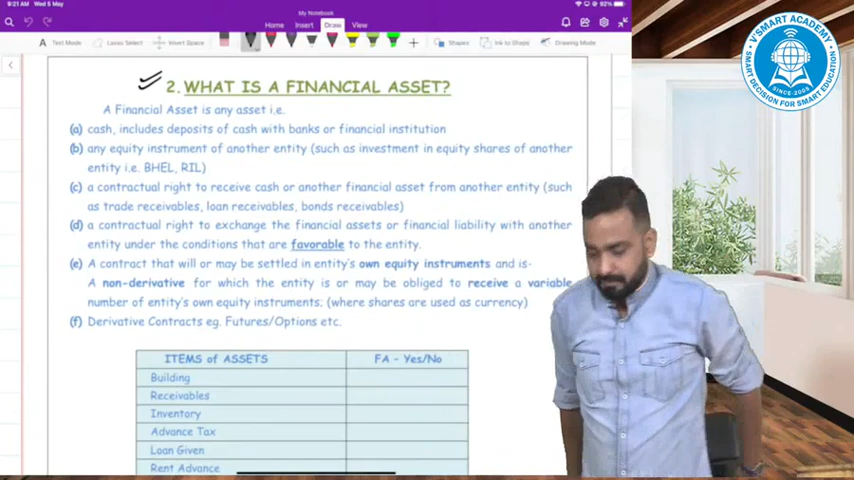 9:21 AM Wed 5 May
92%
My Notebook
Home Insert Draw View
Text Mode Lasso Select Insert Space Shapes Ink to Shape Drawing Mode
2. WHAT IS A FINANCIAL ASSET?
A Financial Asset is any asset i.e.
(a) cash, includes deposits of cash with banks or financial institution
(b) any equity instrument of another entity (such as investment in equity shares of another
entity i.e. BHEL, RIL)
(c) a contractual right to receive cash or another financial asset from another entity (such
as trade receivables, loan receivables, bonds receivables)
(d) a contractual right to exchange the financial assets or financial liability with another
entity under the conditions that are favorable to the entity.
(e) A contract that will or may be settled in entity's own equity instruments and is-
A non-derivative for which the entity is or may be obliged to receive a variable
number of entity's own equity instruments; (where shares are used as currency)
(f) Derivative Contracts eg. Futures/Options etc.
ITEMS of ASSETS FA - Yes/No
Building
Receivables
Inventory
Advance Tax
Loan Given
Rent Advance
V'SMART ACADEMY
SINCE-2005
SMART DECISION FOR SMART EDUCATION